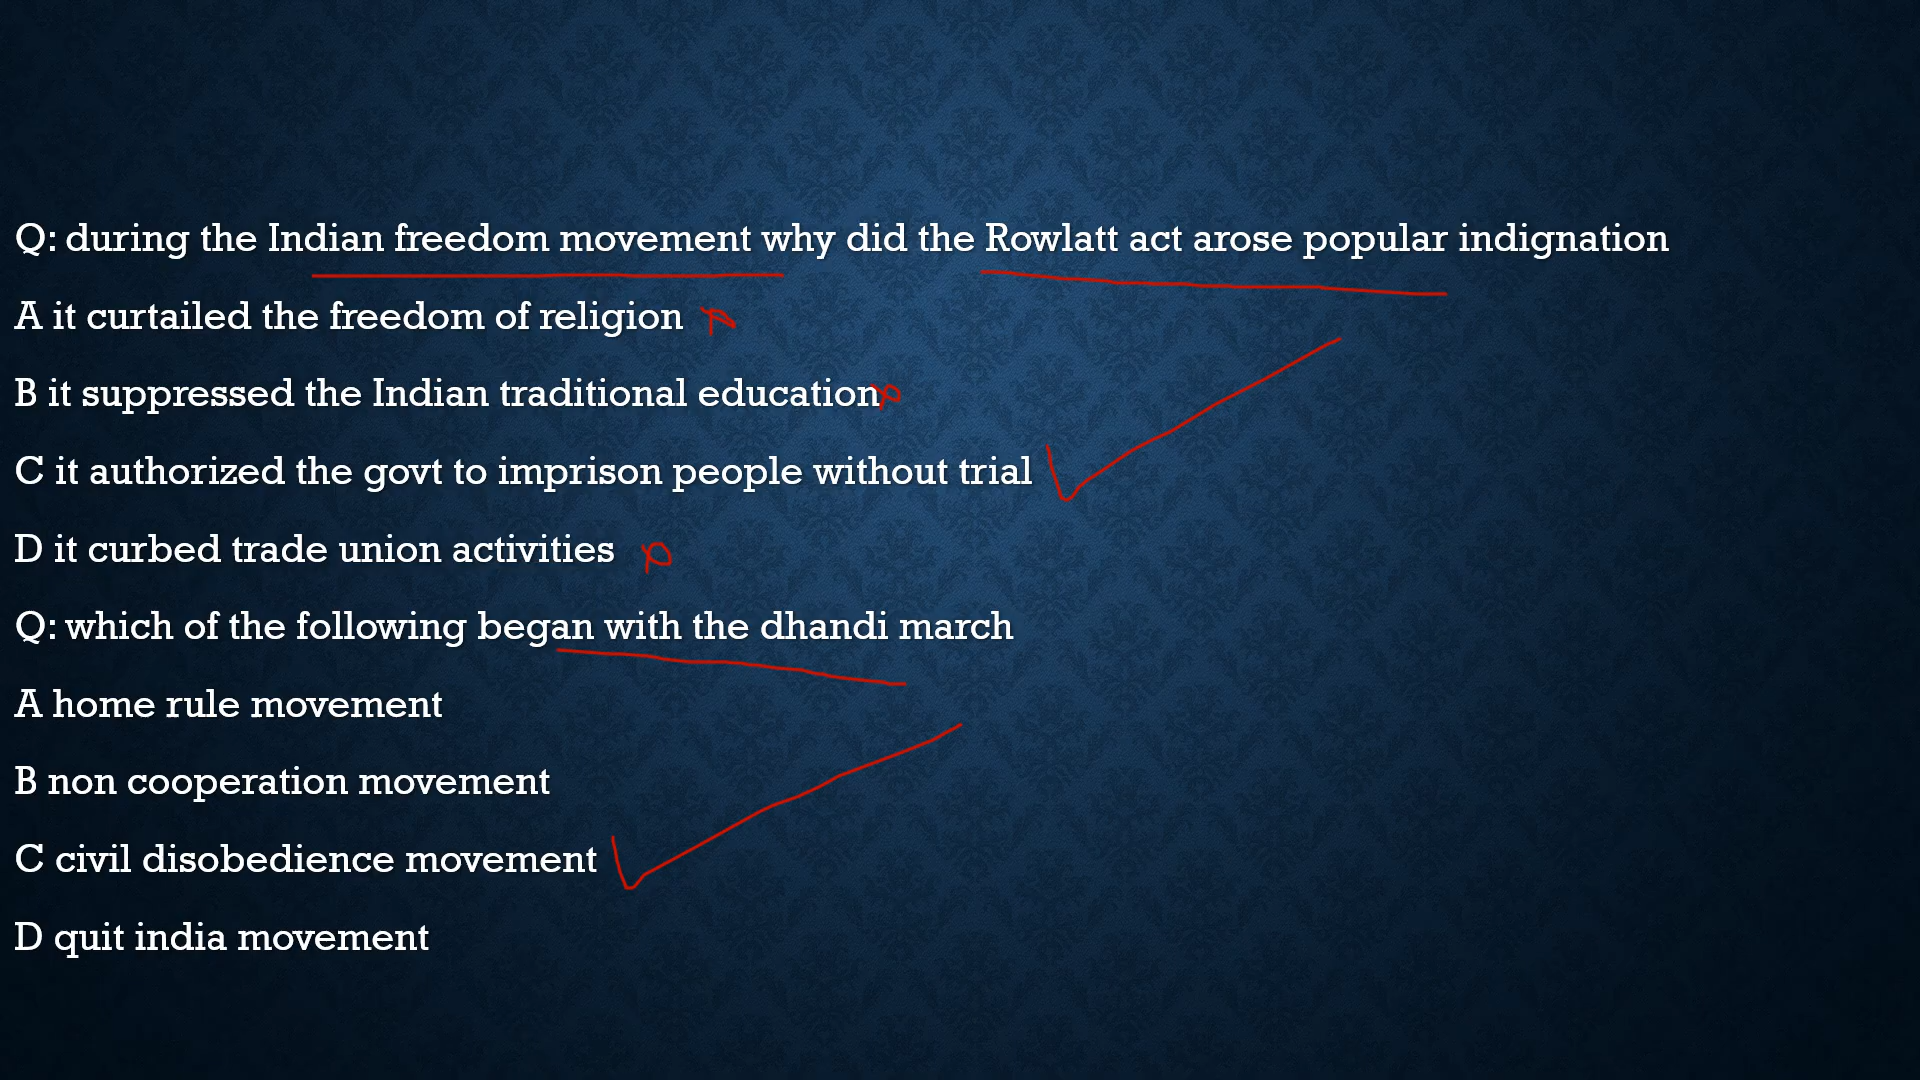 Q: during the Indian freedom movement why did the Rowlatt act arose popular indignation
A it curtailed the freedom of religion
B it suppressed the Indian traditional education
C it authorized the govt to imprison people without trial
D it curbed trade union activities
Q: which of the following began with the dhandi march
A home rule movement
B non cooperation movement
C civil disobedience movement
D quit india movement